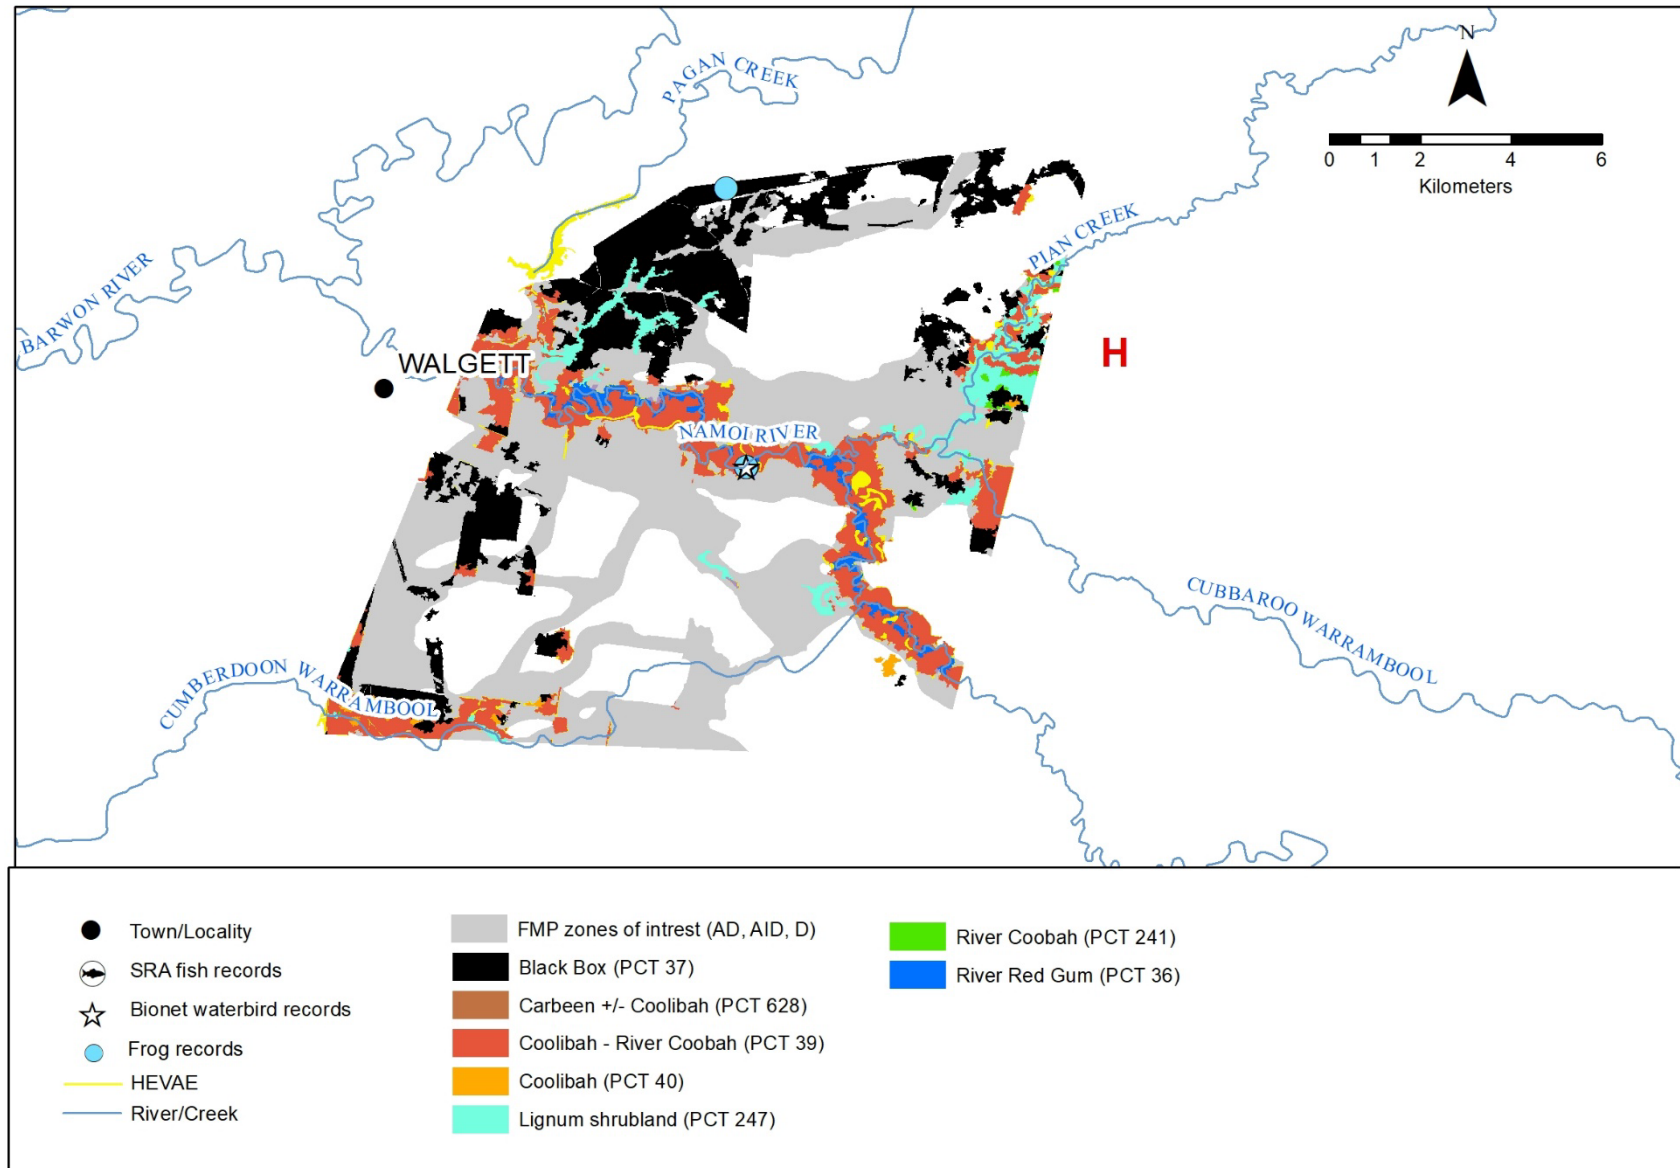 N
PAGAN CREEK
0 1 2 4 6
Kilometers
PIAN CREEK
BARWON RIVER
H
WALGETT
NAMOI RIVER
CUBBAROO WARRAMBOOL
CUMBERDOON WARRAMBOOL
Town/Locality
SRA fish records
Bionet waterbird records
Frog records
HEVAE
River/Creek
FMP zones of intrest (AD, AID, D)
Black Box (PCT 37)
Carbeen +/- Coolibah (PCT 628)
Coolibah - River Coobah (PCT 39)
Coolibah (PCT 40)
Lignum shrubland (PCT 247)
River Coobah (PCT 241)
River Red Gum (PCT 36)